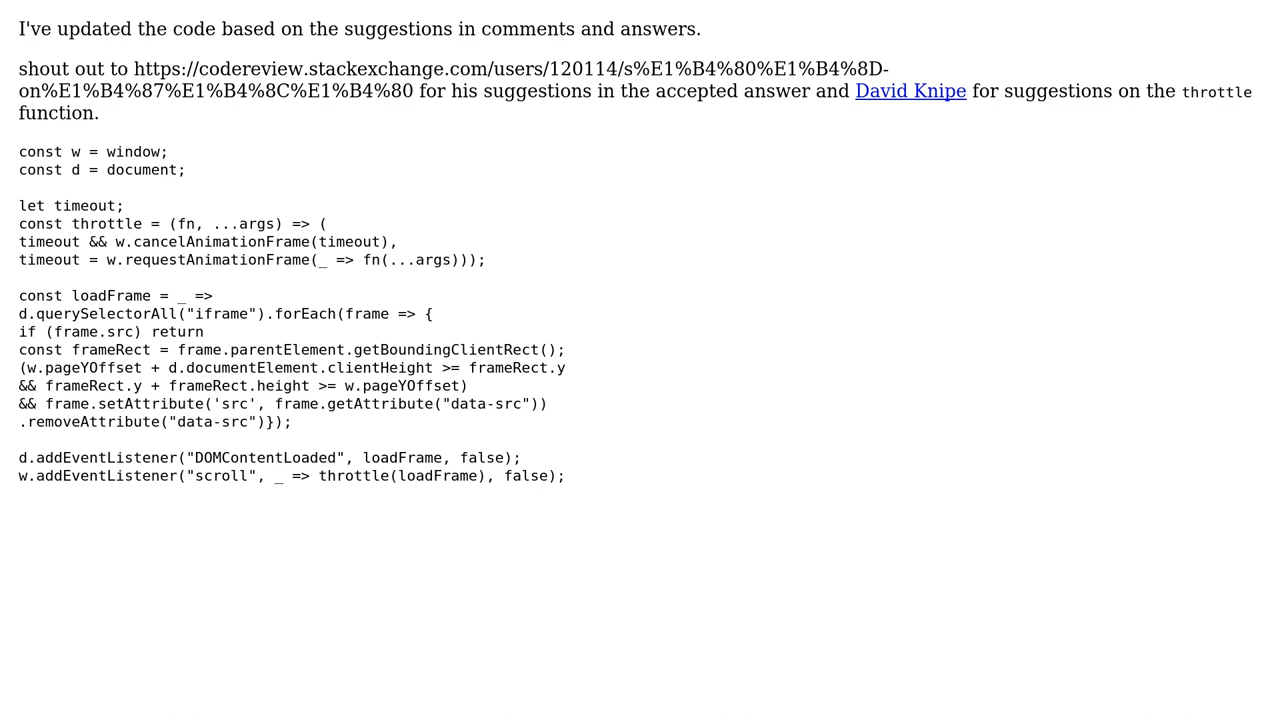 I've updated the code based on the suggestions in comments and answers.
shout out to https://codereview.stackexchange.com/users/120114/s%E1%B4%80%E1%B4%8D-
on%E1%B4%87%E1%B4%8C%E1%B4%80 for his suggestions in the accepted answer and David Knipe for suggestions on the throttle
function.
const w = window;
const d = document;
let timeout;
const throttle = (fn, ...args) => (
timeout && w.cancelAnimationFrame(timeout),
timeout = w.requestAnimationFrame(_ => fn(...args)));
const loadFrame = _ =>
d.querySelectorAll("iframe").forEach(frame => {
if (frame.src) return
const frameRect = frame.parentElement.getBoundingClientRect();
(w.pageYOffset + d.documentElement.clientHeight >= frameRect.y
&& frameRect.y + frameRect.height >= w.pageYOffset)
&& frame.setAttribute('src', frame.getAttribute("data-src"))
.removeAttribute("data-src")});
d.addEventListener("DOMContentLoaded", loadFrame, false);
w.addEventListener("scroll", _ => throttle(loadFrame), false);